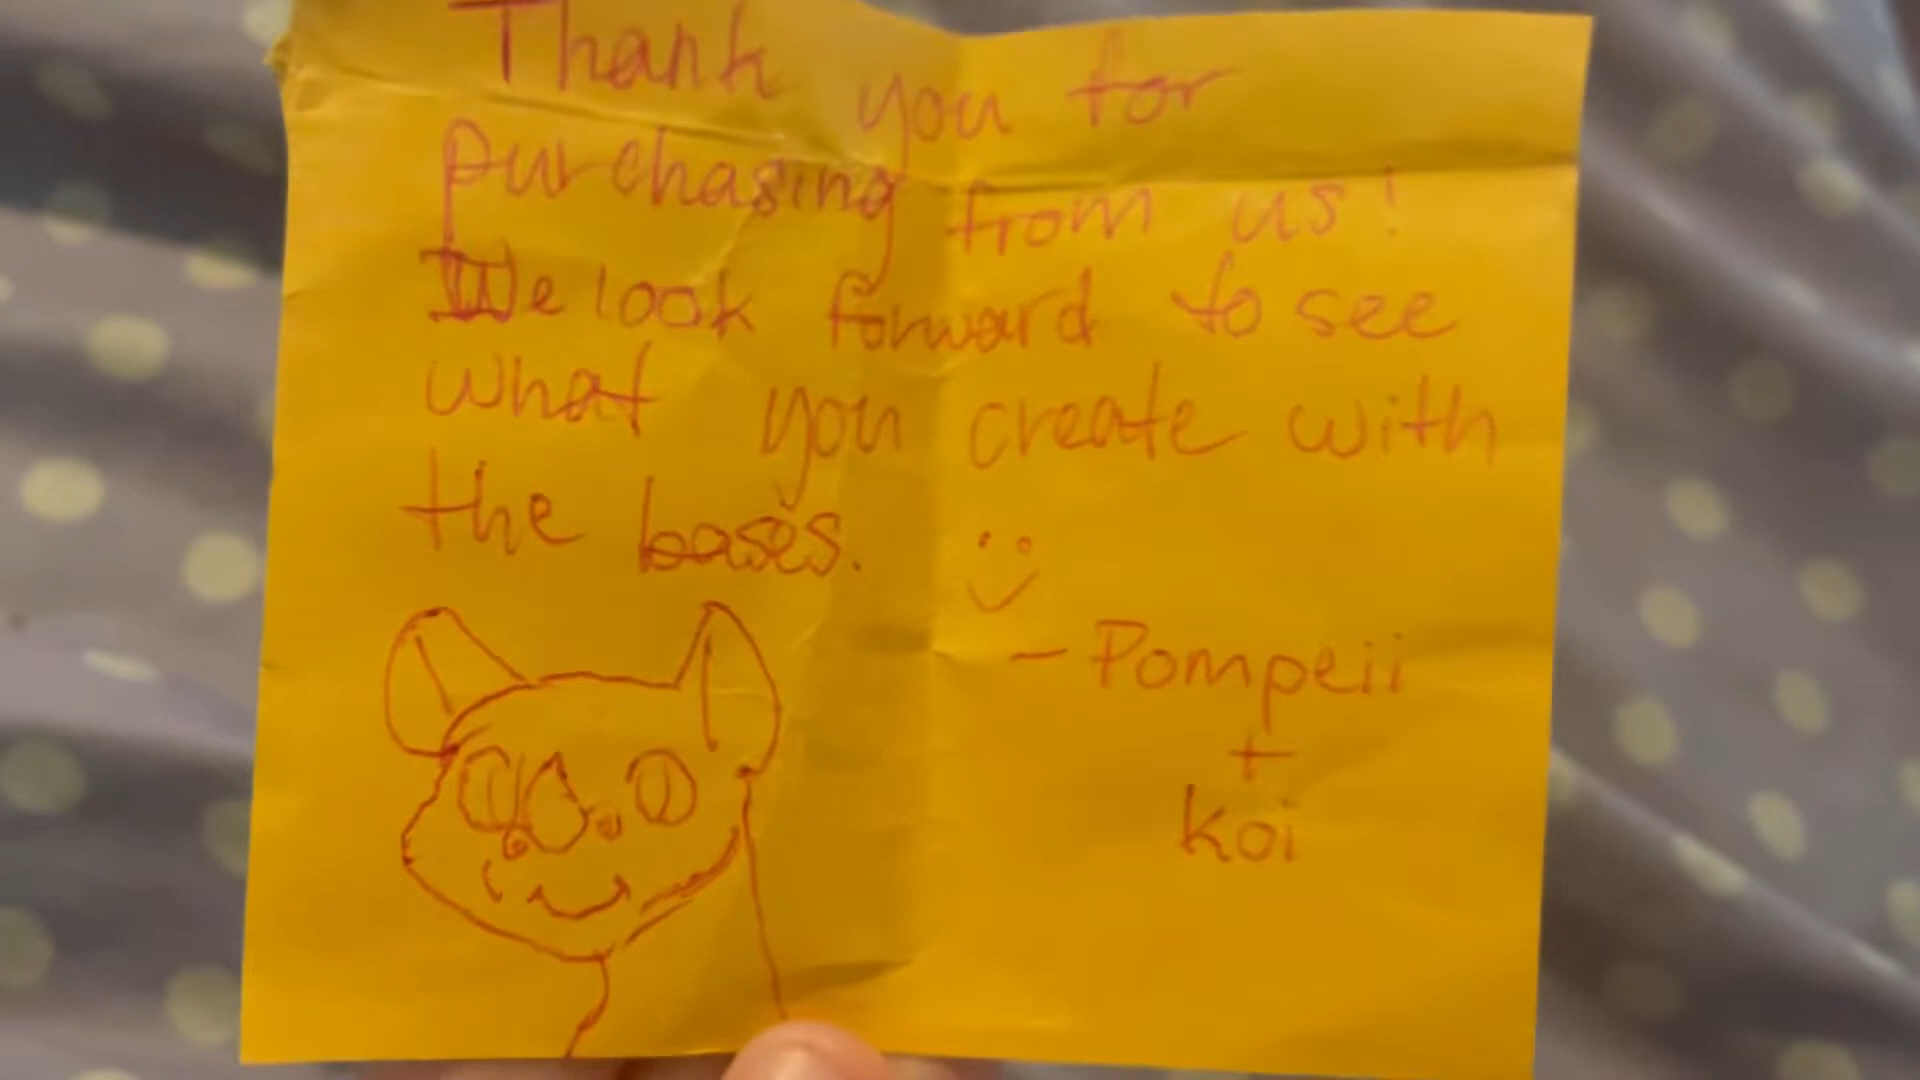 Thank you for
purchasing from us!
We look forward to see
what you create with
the bases. :)
- Pompeii
+
Koi